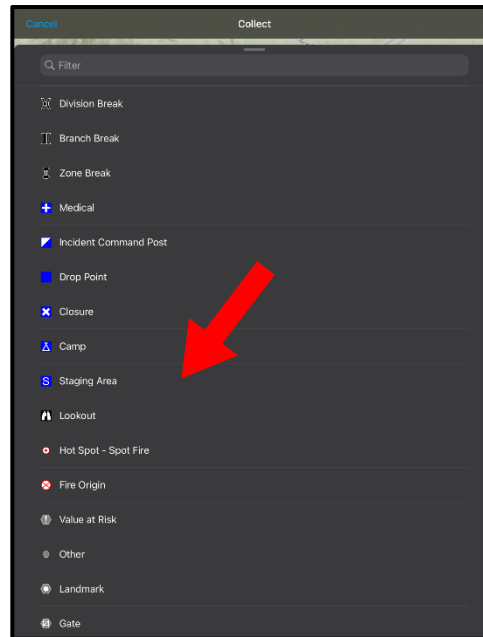 Cancel
Collect
Filter
Division Break
Branch Break
Zone Break
Medical
Incident Command Post
Drop Point
Closure
Camp
S Staging Area
Lookout
Hot Spot - Spot Fire
Fire Origin
Value at Risk
Other
Landmark
Gate